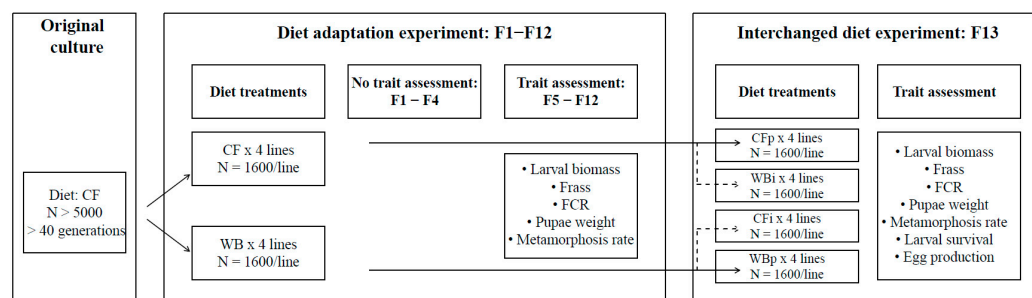 Original
culture
Diet: CF
N > 5000
> 40 generations
Diet adaptation experiment: F1−F12
Diet treatments
No trait assessment:
F1 − F4
Trait assessment:
F5 − F12
CF x 4 lines
N = 1600/line
WB x 4 lines
N = 1600/line
• Larval biomass
• Frass
• FCR
• Pupae weight
• Metamorphosis rate
Interchanged diet experiment: F13
Diet treatments
Trait assessment
CFp x 4 lines
N = 1600/line
WBi x 4 lines
N = 1600/line
CFi x 4 lines
N = 1600/line
WBp x 4 lines
N = 1600/line
• Larval biomass
• Frass
• FCR
• Pupae weight
• Metamorphosis rate
• Larval survival
• Egg production